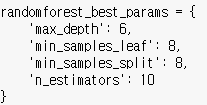 randomforest_best_params = {
    'max_depth': 6,
    'min_samples_leaf': 8,
    'min_samples_split': 8,
    'n_estimators': 10
}